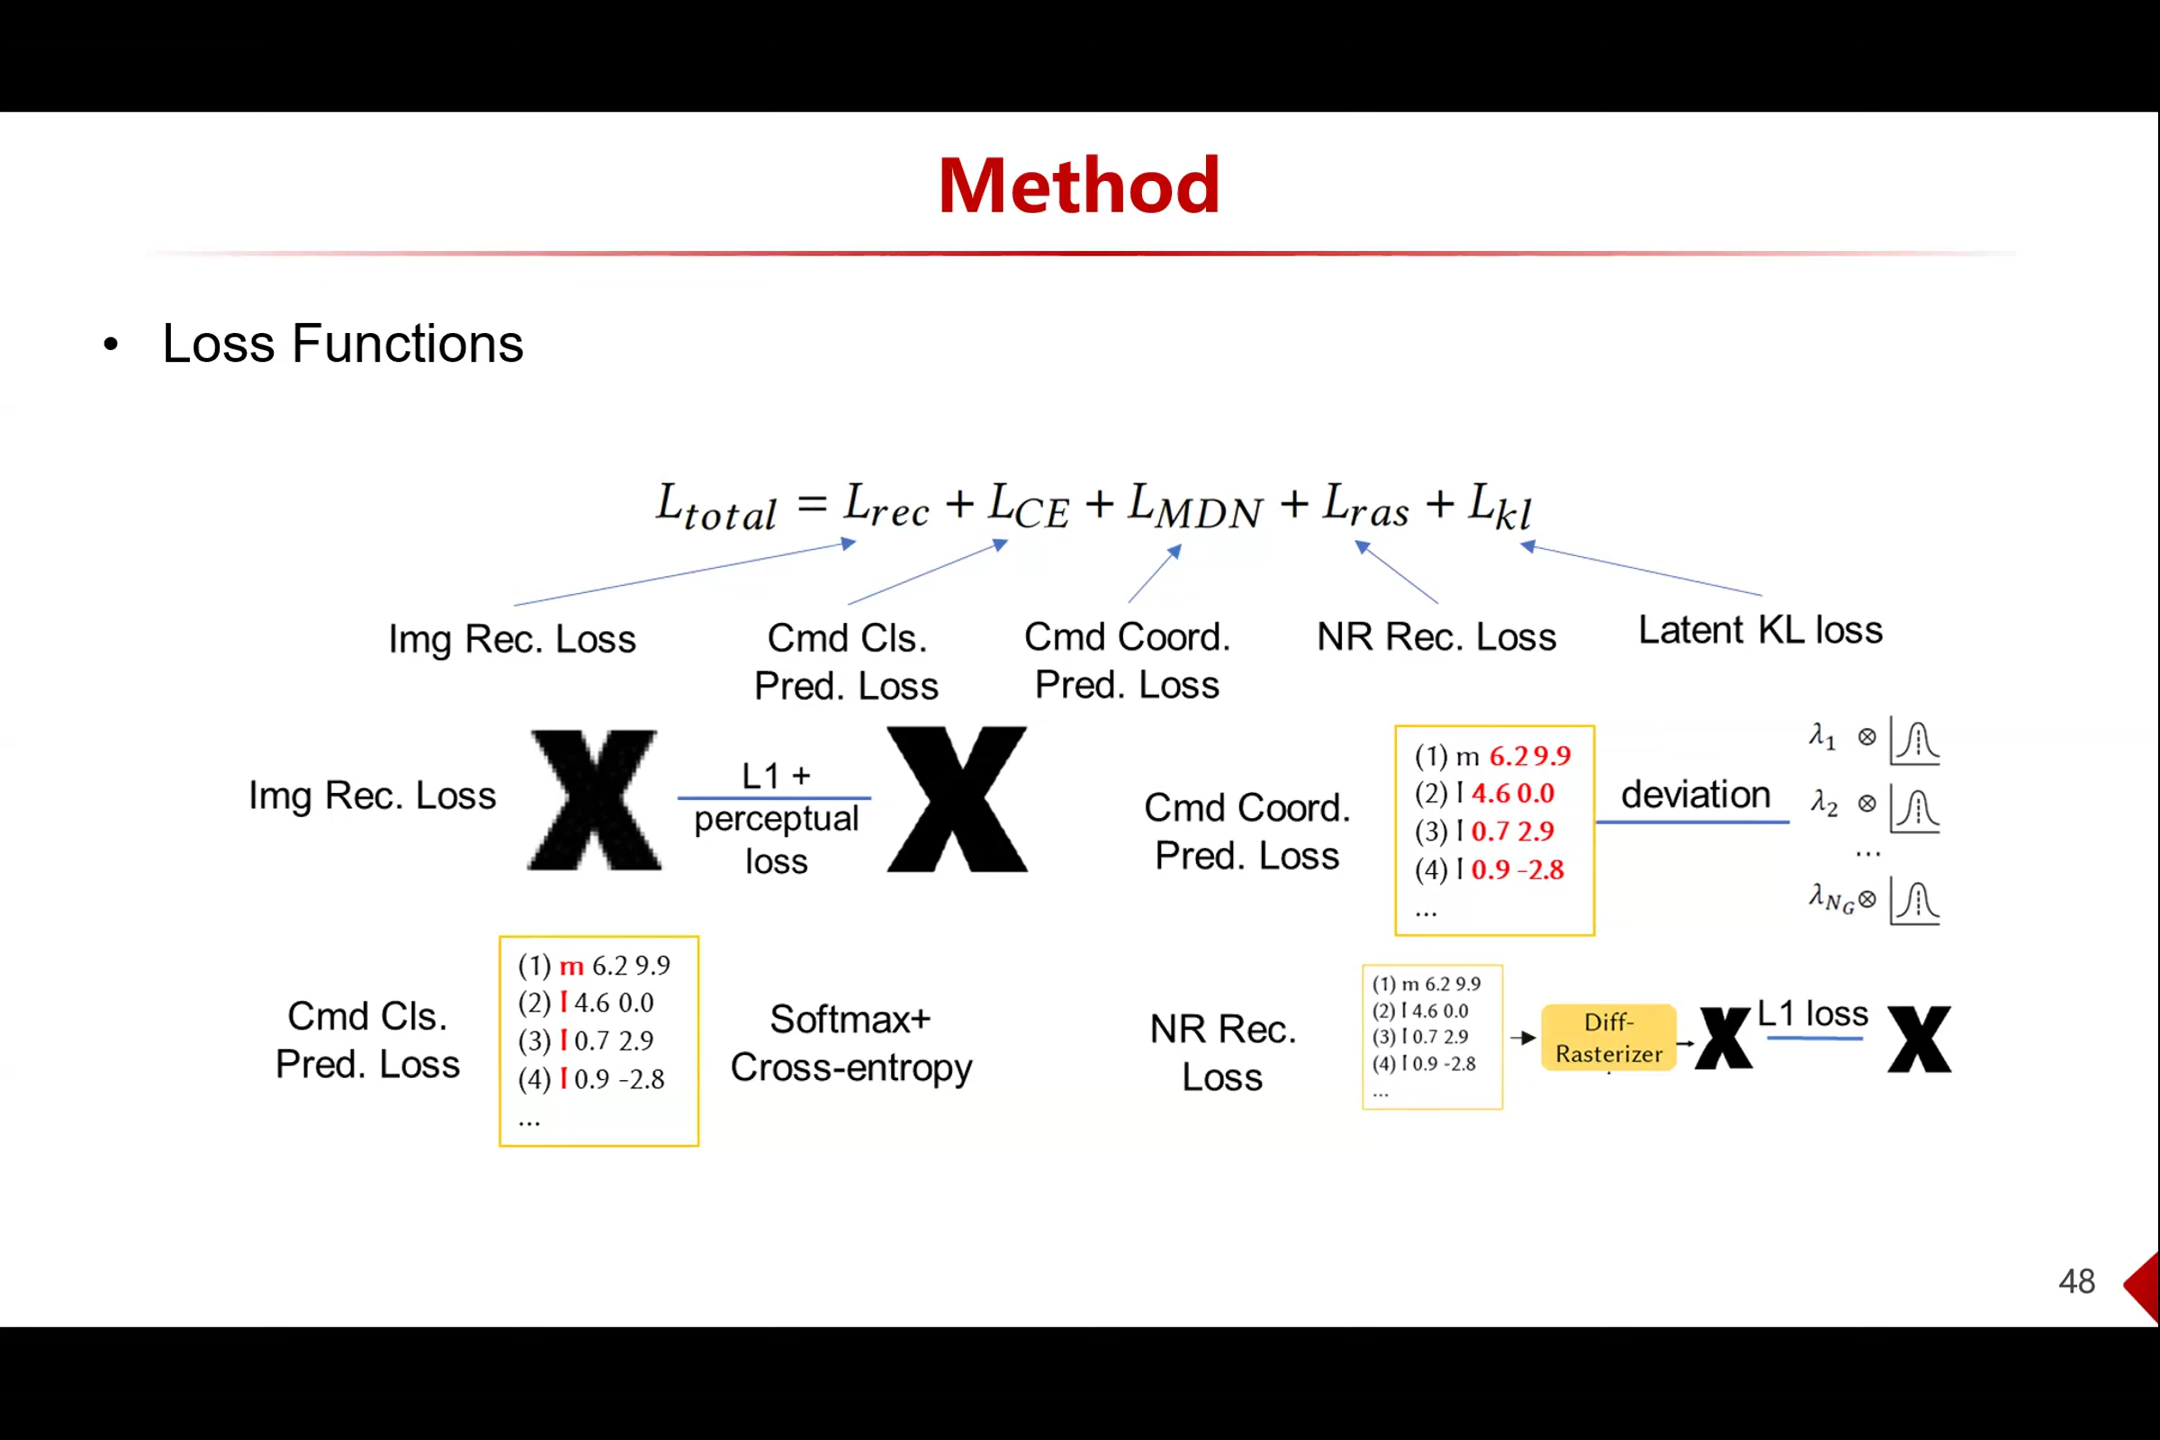 Method
• Loss Functions
L_total = L_rec + L_CE + L_MDN + L_ras + L_kl
Img Rec. Loss
Cmd Cls.
Pred. Loss
Cmd Coord.
Pred. Loss
NR Rec. Loss
Latent KL loss
Img Rec. Loss
X
L1 +
perceptual
loss
X
Cmd Coord.
Pred. Loss
(1) m 6.2 9.9
(2) l 4.6 0.0
(3) l 0.7 2.9
(4) l 0.9 -2.8
...
deviation
λ1 ⊗
λ2 ⊗
...
λN_G ⊗
Cmd Cls.
Pred. Loss
(1) m 6.2 9.9
(2) l 4.6 0.0
(3) l 0.7 2.9
(4) l 0.9 -2.8
...
Softmax+
Cross-entropy
NR Rec.
Loss
(1) m 6.2 9.9
(2) l 4.6 0.0
(3) l 0.7 2.9
(4) l 0.9 -2.8
...
Diff-
Rasterizer
X
L1 loss
X
48